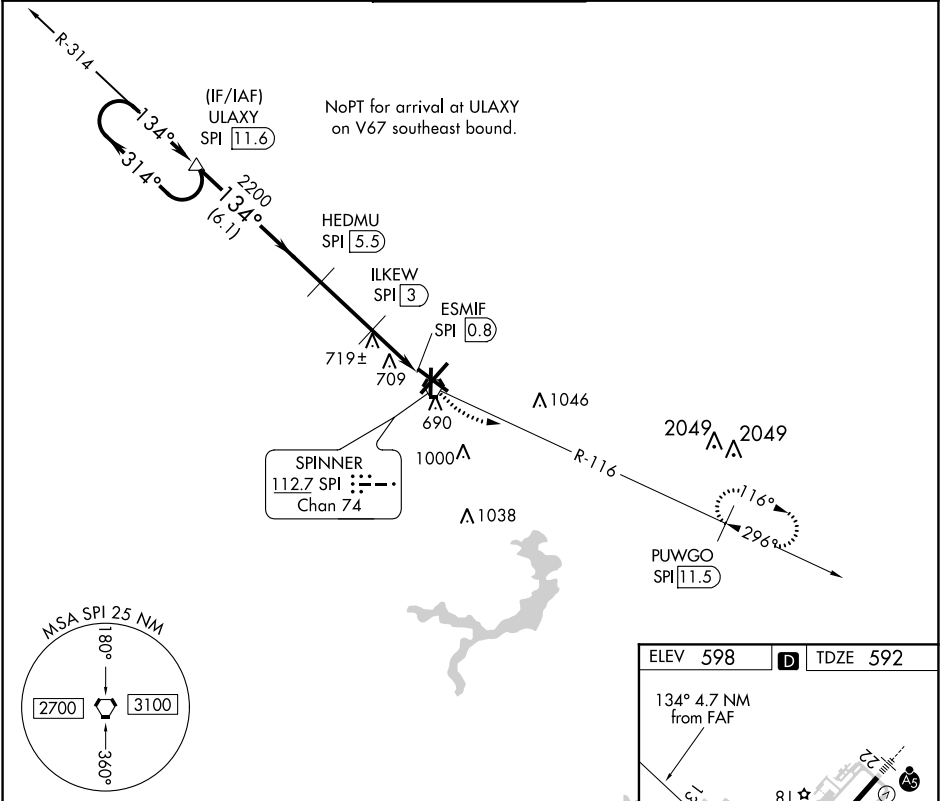 R-314
(IF/IAF)
ULAXY
SPI 11.6
NoPT for arrival at ULAXY
on V67 southeast bound.
134°
314°
2200
134°
(6.1)
HEDMU
SPI 5.5
ILKEW
SPI 3
ESMIF
SPI 0.8
719±
709
690
1046
1000
1038
2049
2049
R-116
SPINNER
112.7 SPI
Chan 74
116°
296°
PUWGO
SPI 11.5
MSA SPI 25 NM
180°
2700
3100
360°
ELEV 598
D
TDZE 592
134° 4.7 NM
from FAF
22
A5
13